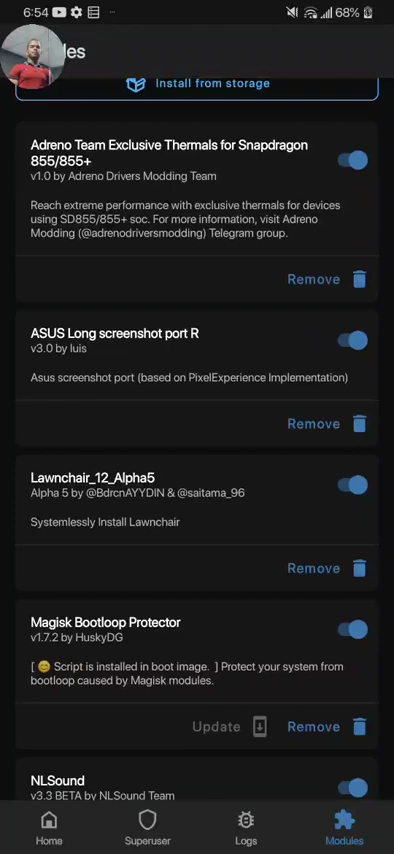 6:54 68%
les
Install from storage
Adreno Team Exclusive Thermals for Snapdragon
855/855+
v1.0 by Adreno Drivers Modding Team
Reach extreme performance with exclusive thermals for devices
using SD855/855+ soc. For more information, visit Adreno
Modding (@adrenodriversmodding) Telegram group.
Remove
ASUS Long screenshot port R
v3.0 by luis
Asus screenshot port (based on PixelExperience Implementation)
Remove
Lawnchair_12_Alpha5
Alpha 5 by @BdrcnAYYDIN & @saitama_96
Systemlessly Install Lawnchair
Remove
Magisk Bootloop Protector
v1.7.2 by HuskyDG
[ 😊 Script is installed in boot image. ] Protect your system from
bootloop caused by Magisk modules.
Update Remove
NLSound
v3.3 BETA by NLSound Team
Home Superuser Logs Modules